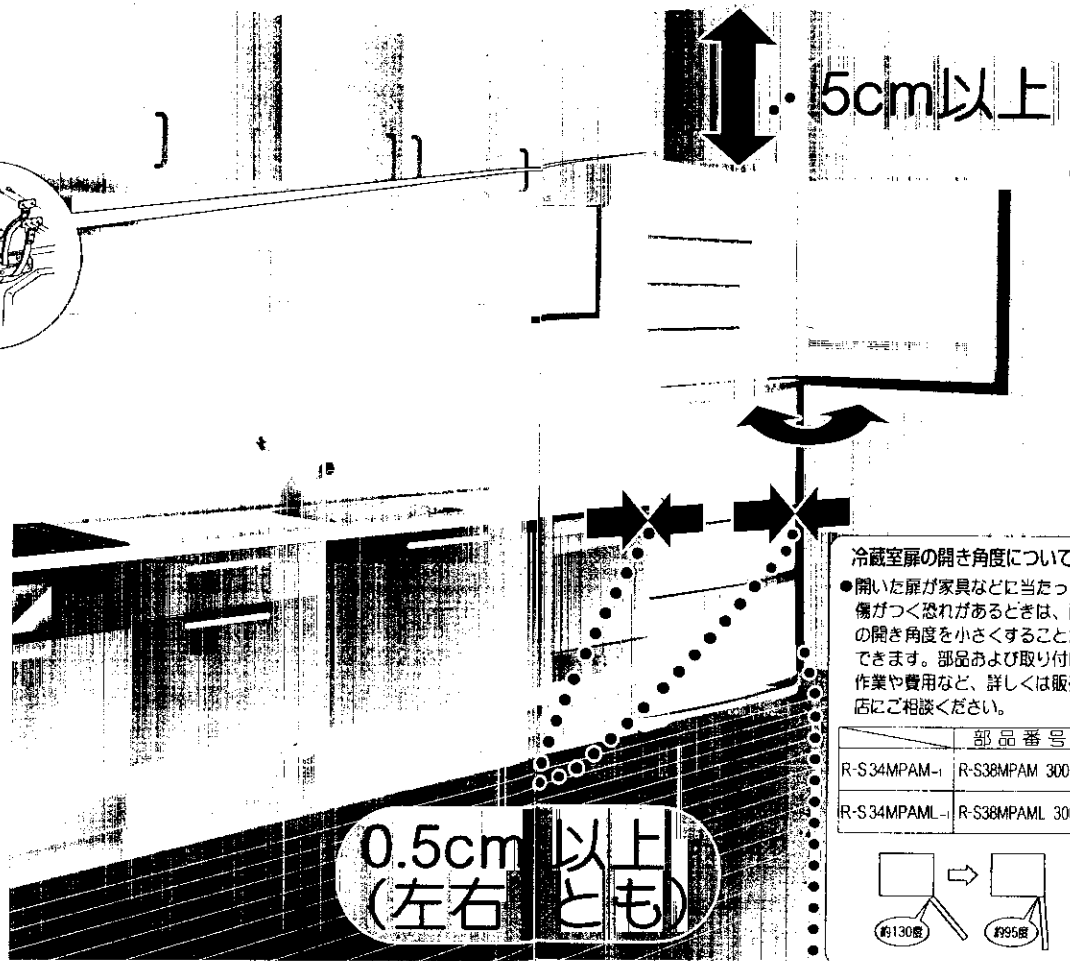 5cm以上
冷蔵室扉の開き角度について
●開いた扉が家具などに当たっ
傷がつく恐れがあるときは、
の開き角度を小さくすること
できます。部品および取り付
作業や費用など、詳しくは販
店にご相談ください。
部品番号
R-S34MPAM-1 R-S38MPAM 300
R-S34MPAML-1 R-S38MPAML 30
約130度 約95度
0.5cm以上
(左右とも)